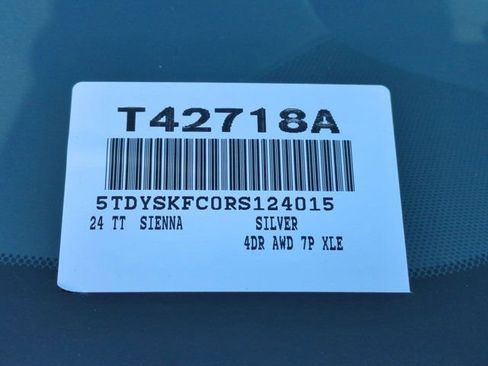 T42718A
5TDYSKFC0RS124015
24 TT SIENNA SILVER
4DR AWD 7P XLE